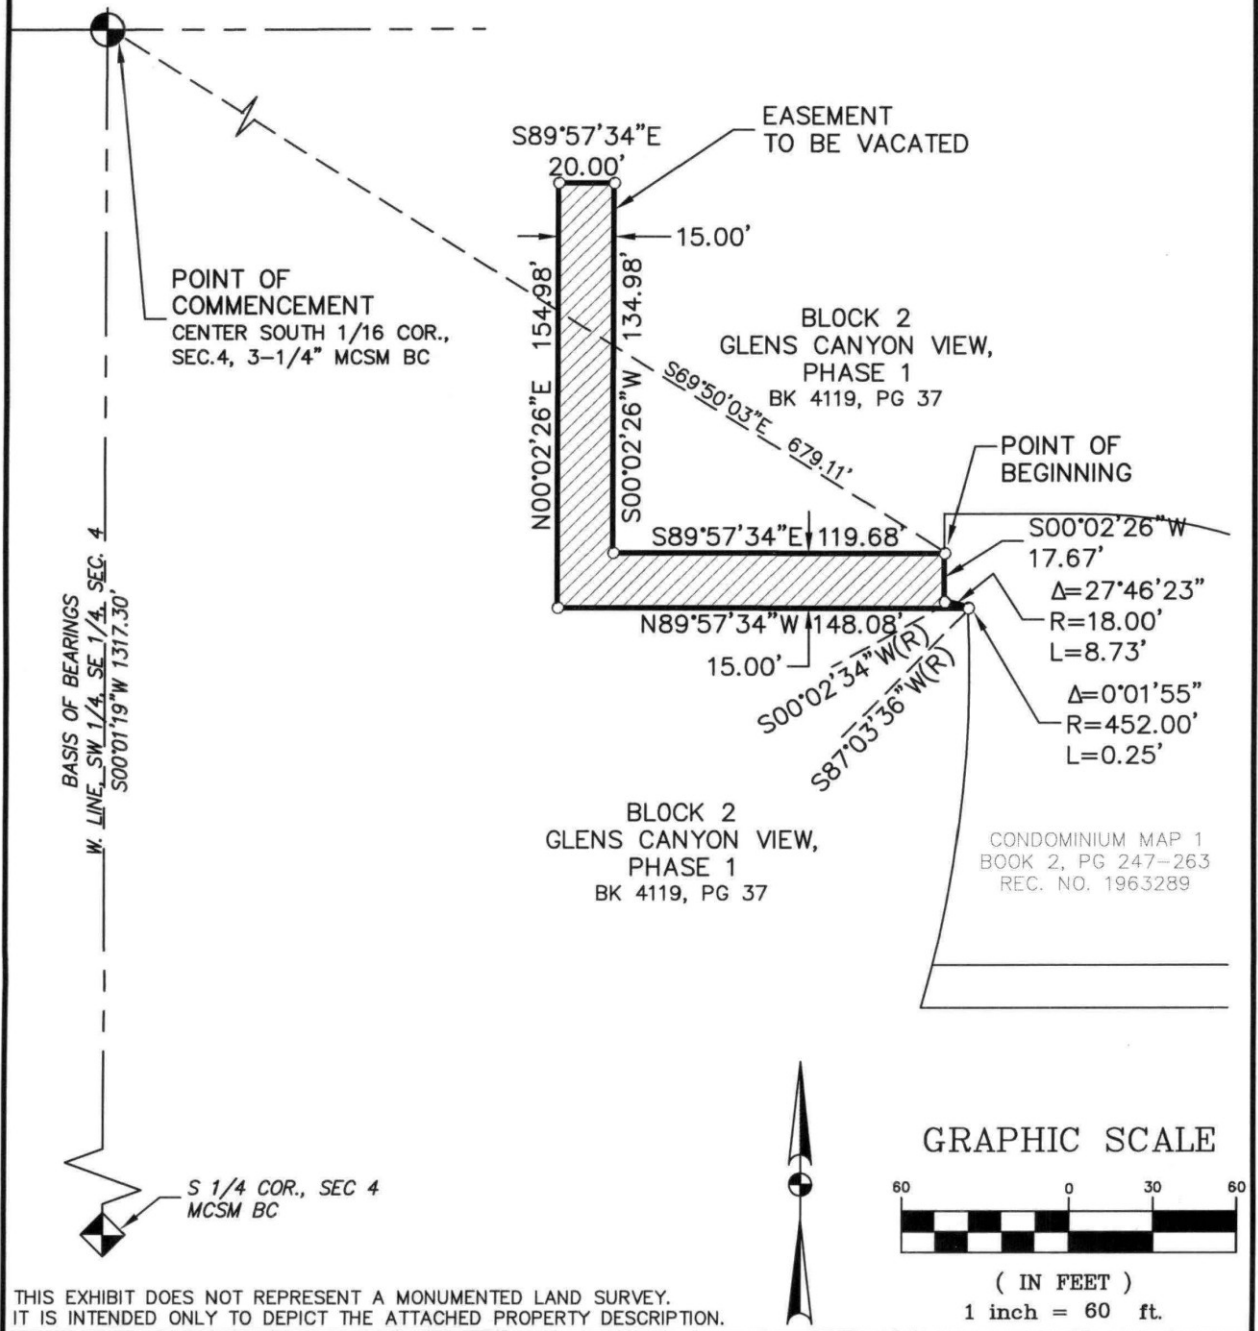 S89°57'34"E
20.00'
EASEMENT
TO BE VACATED
15.00'
POINT OF
COMMENCEMENT
CENTER SOUTH 1/16 COR.,
SEC.4, 3-1/4" MCSM BC
154.98'
N00°02'26"E
134.98'
S00°02'26"W
BLOCK 2
GLENS CANYON VIEW,
PHASE 1
BK 4119, PG 37
S69°50'03"E 679.11'
POINT OF
BEGINNING
S89°57'34"E 119.68'
S00°02'26"W
17.67'
Δ=27°46'23"
R=18.00'
L=8.73'
N89°57'34"W 148.08'
15.00'
S00°02'34"W(R)
S87°03'36"W(R)
Δ=0°01'55"
R=452.00'
L=0.25'
BASIS OF BEARINGS
W. LINE, SW 1/4, SE 1/4, SEC. 4
S00°01'19"W 1317.30'
BLOCK 2
GLENS CANYON VIEW,
PHASE 1
BK 4119, PG 37
CONDOMINIUM MAP 1
BOOK 2, PG 247-263
REC. NO. 1963289
S 1/4 COR., SEC 4
MCSM BC
GRAPHIC SCALE
60 0 30 60
( IN FEET )
1 inch = 60 ft.
THIS EXHIBIT DOES NOT REPRESENT A MONUMENTED LAND SURVEY.
IT IS INTENDED ONLY TO DEPICT THE ATTACHED PROPERTY DESCRIPTION.